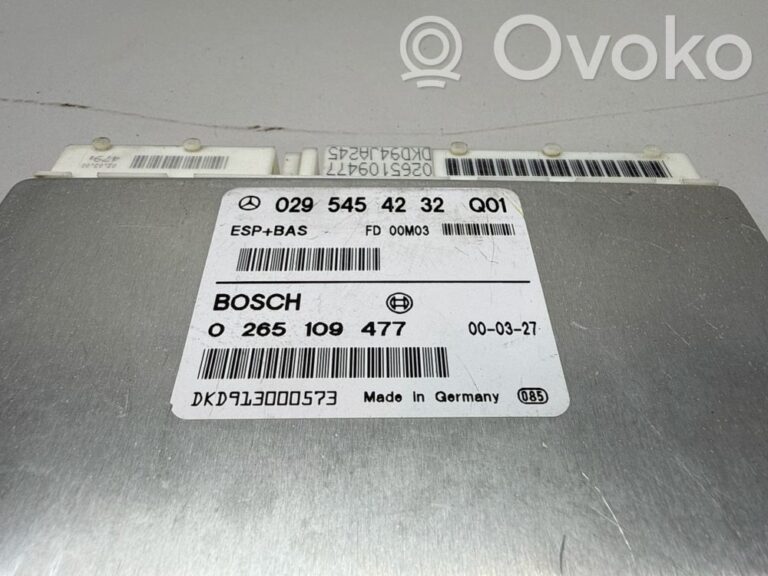 Ovoko
479
0265109477
DKD94JA245
029 545 42 32 Q01
ESP+BAS FD 00M03
BOSCH
0 265 109 477 00-03-27
DKD913000573 Made in Germany 085